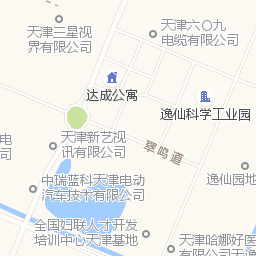 天津三星视
界有限公司
天津六〇九
电缆有限公司
达成公寓
逸仙科学工业园
天津新艺视
讯有限公司
翠鸣道
电
司
中瑞蓝科天津电动
汽车技术有限公司
逸仙园地
全国妇联人才开发
培训中心天津基地
天津哈娜好医
有限公司天